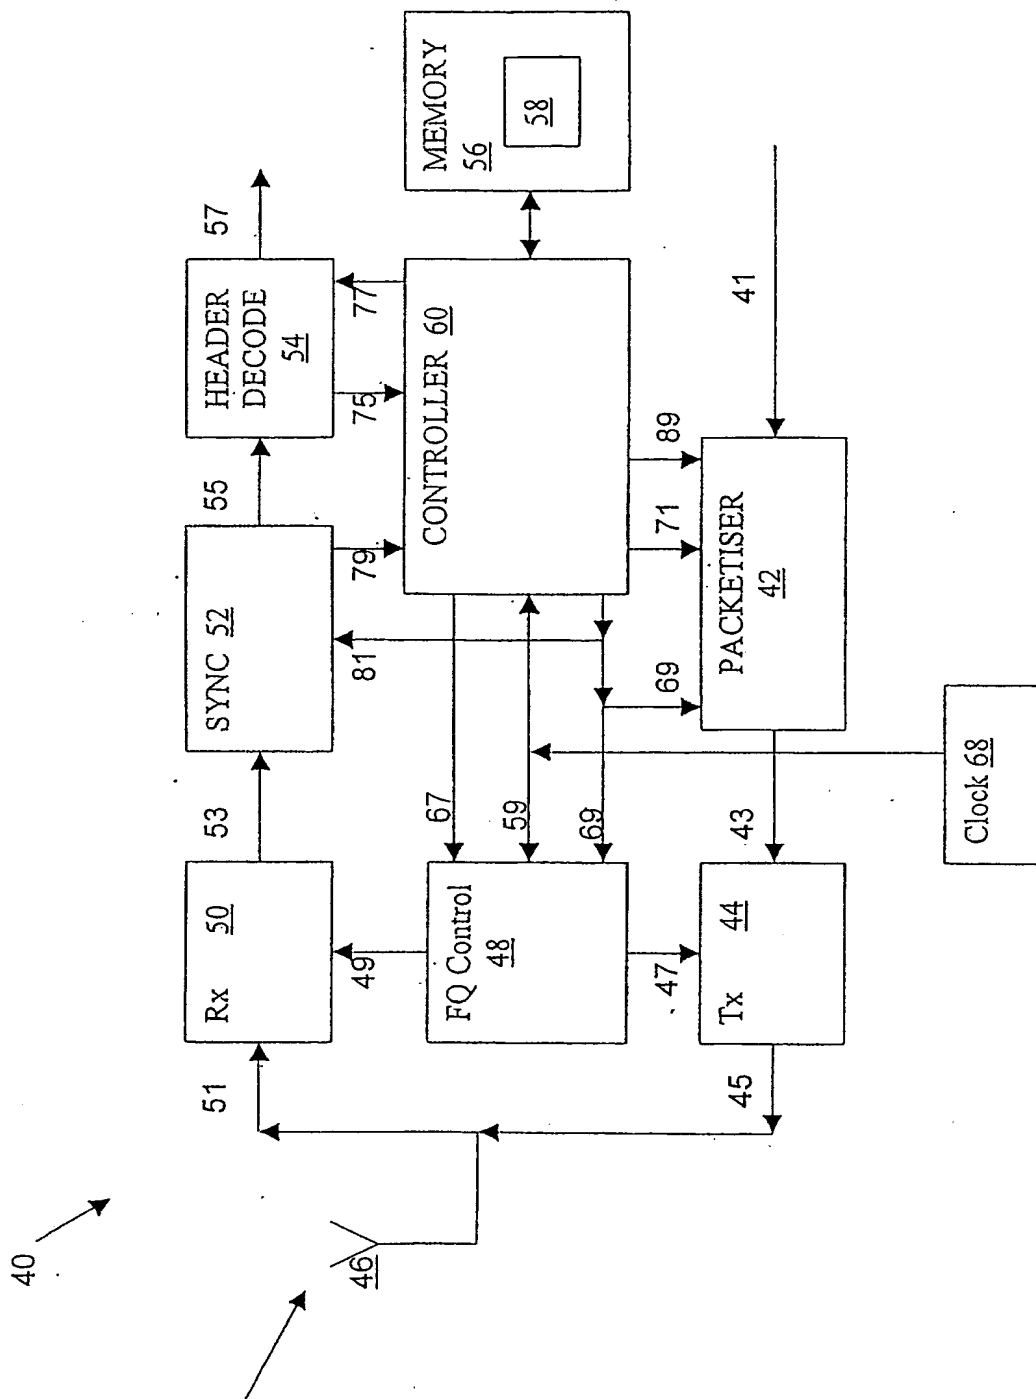 40
51
53
55
57
Rx 50
SYNC 52
HEADER
DECODE
54
46
49
81
79
75
77
67
59
69
FQ Control
48
CONTROLLER 60
MEMORY
56
58
47
69
71
89
45
43
41
Tx 44
PACKETISER
42
Clock 68